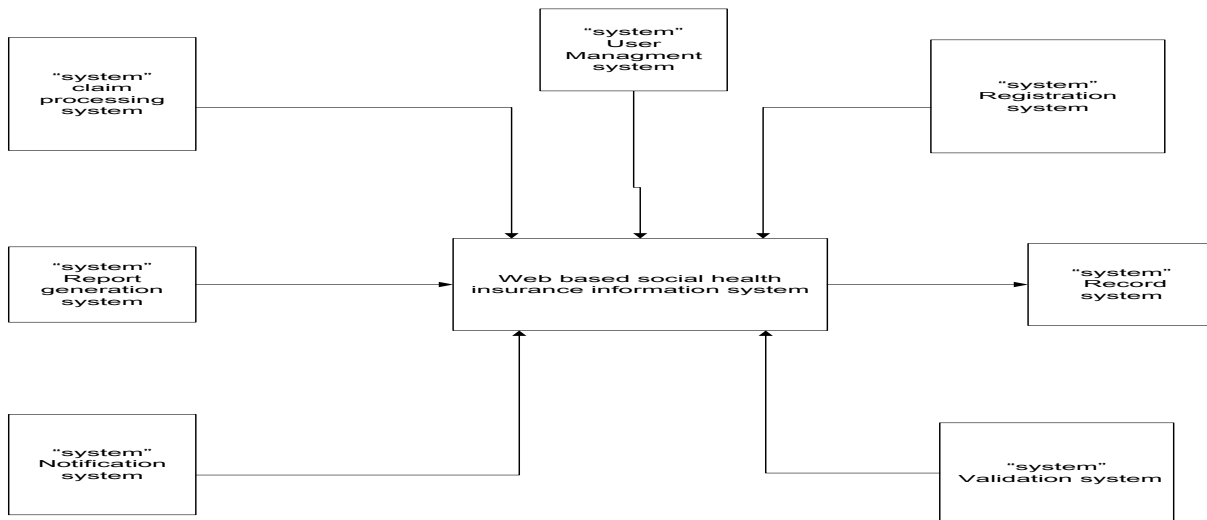 "system"
User
Managment
system
"system"
claim
processing
system
"system"
Registration
system
"system"
Report
generation
system
Web based social health
insurance information system
"system"
Record
system
"system"
Notification
system
"system"
Validation system